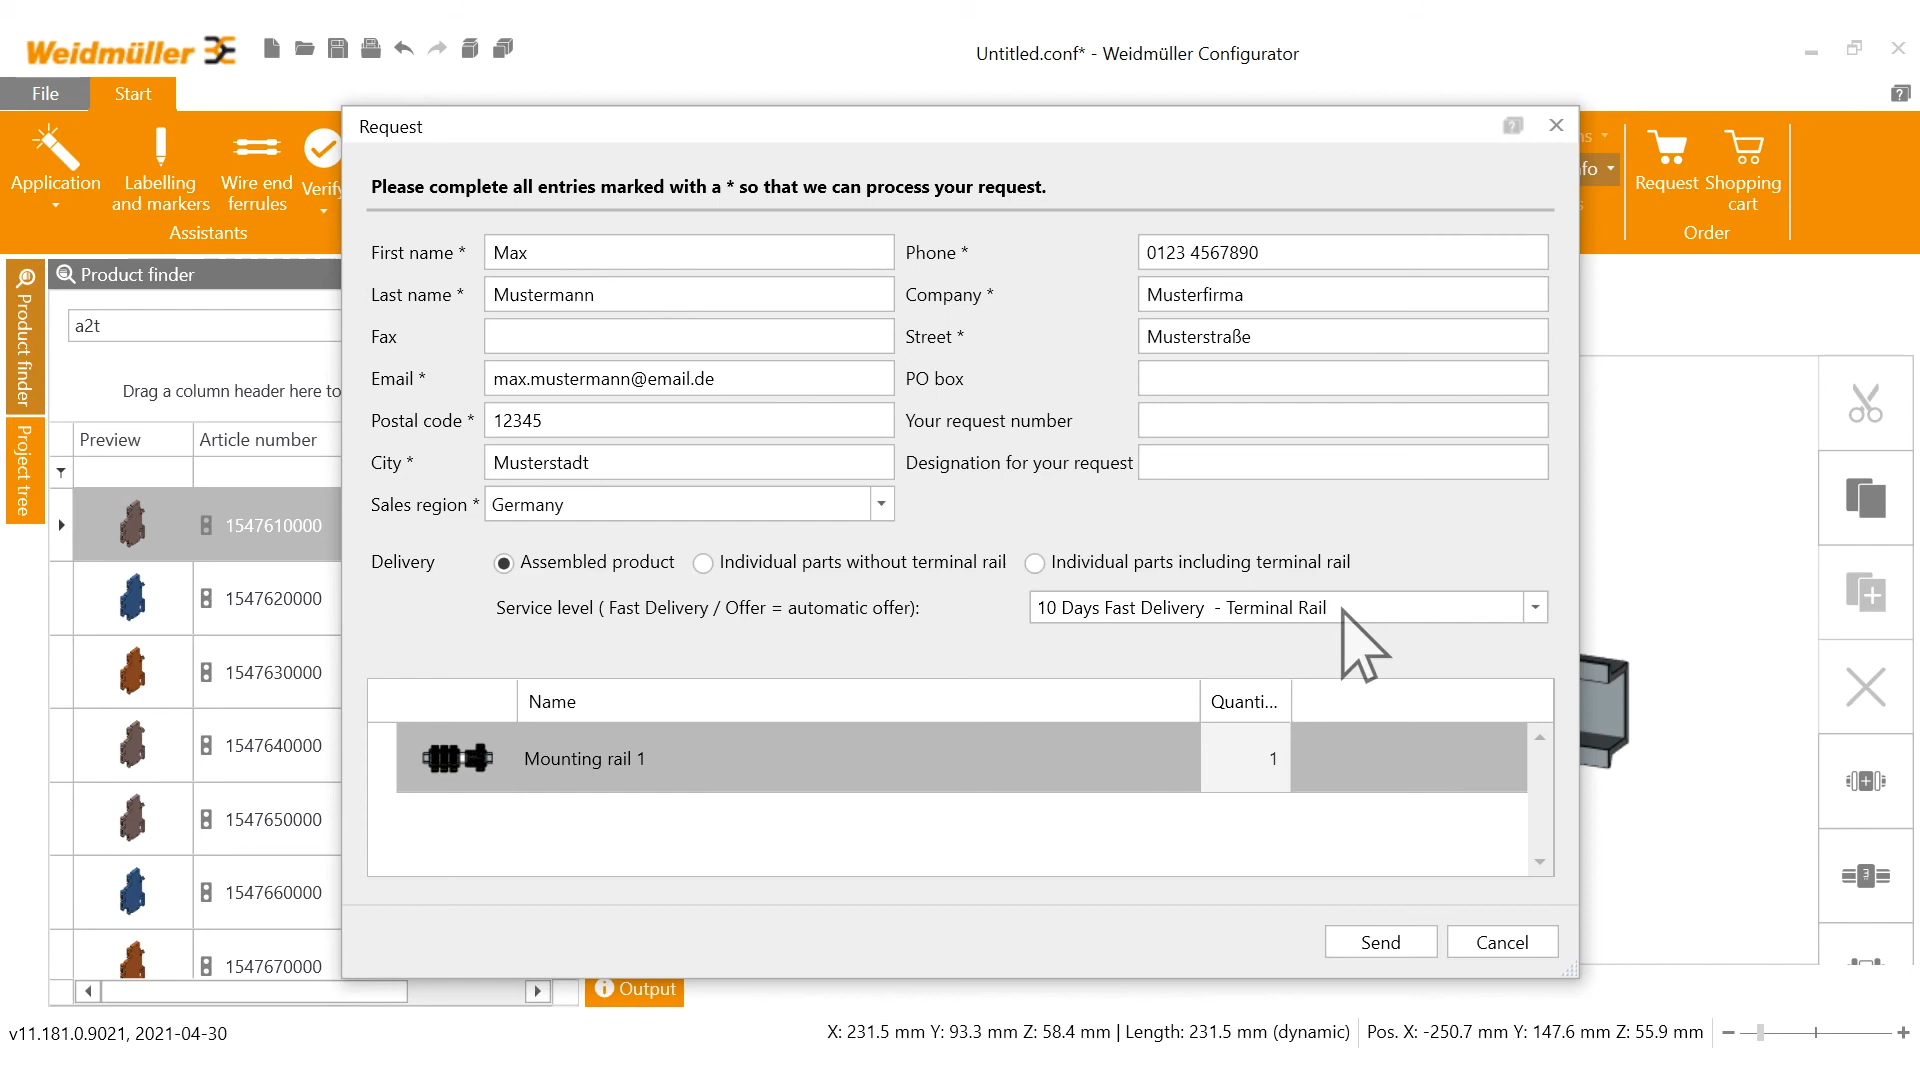 Weidmüller
Untitled.conf* - Weidmüller Configurator
File
Start
Application
Labelling
and markers
Wire end
ferrules
Verify
Assistants
Request
Shopping
cart
Order
Product finder
Project tree
Product finder
a2t
Drag a column header here to
Preview
Article number
1547610000
1547620000
1547630000
1547640000
1547650000
1547660000
1547670000
Request
Please complete all entries marked with a * so that we can process your request.
First name * Max
Phone * 0123 4567890
Last name * Mustermann
Company * Musterfirma
Fax
Street * Musterstraße
Email * max.mustermann@email.de
PO box
Postal code * 12345
Your request number
City * Musterstadt
Designation for your request
Sales region * Germany
Delivery Assembled product Individual parts without terminal rail Individual parts including terminal rail
Service level ( Fast Delivery / Offer = automatic offer): 10 Days Fast Delivery - Terminal Rail
Name Quanti...
Mounting rail 1 1
Send Cancel
Output
v11.181.0.9021, 2021-04-30
X: 231.5 mm Y: 93.3 mm Z: 58.4 mm | Length: 231.5 mm (dynamic) Pos. X: -250.7 mm Y: 147.6 mm Z: 55.9 mm